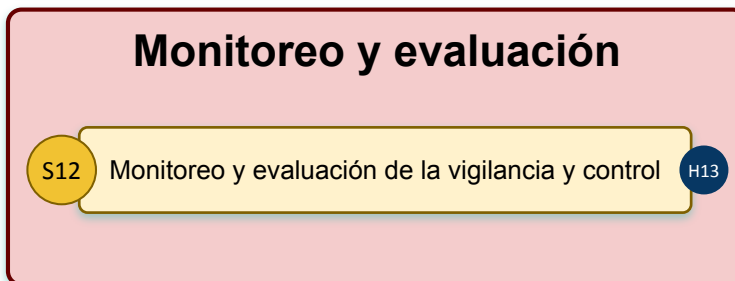 Monitoreo y evaluación
S12 Monitoreo y evaluación de la vigilancia y control H13